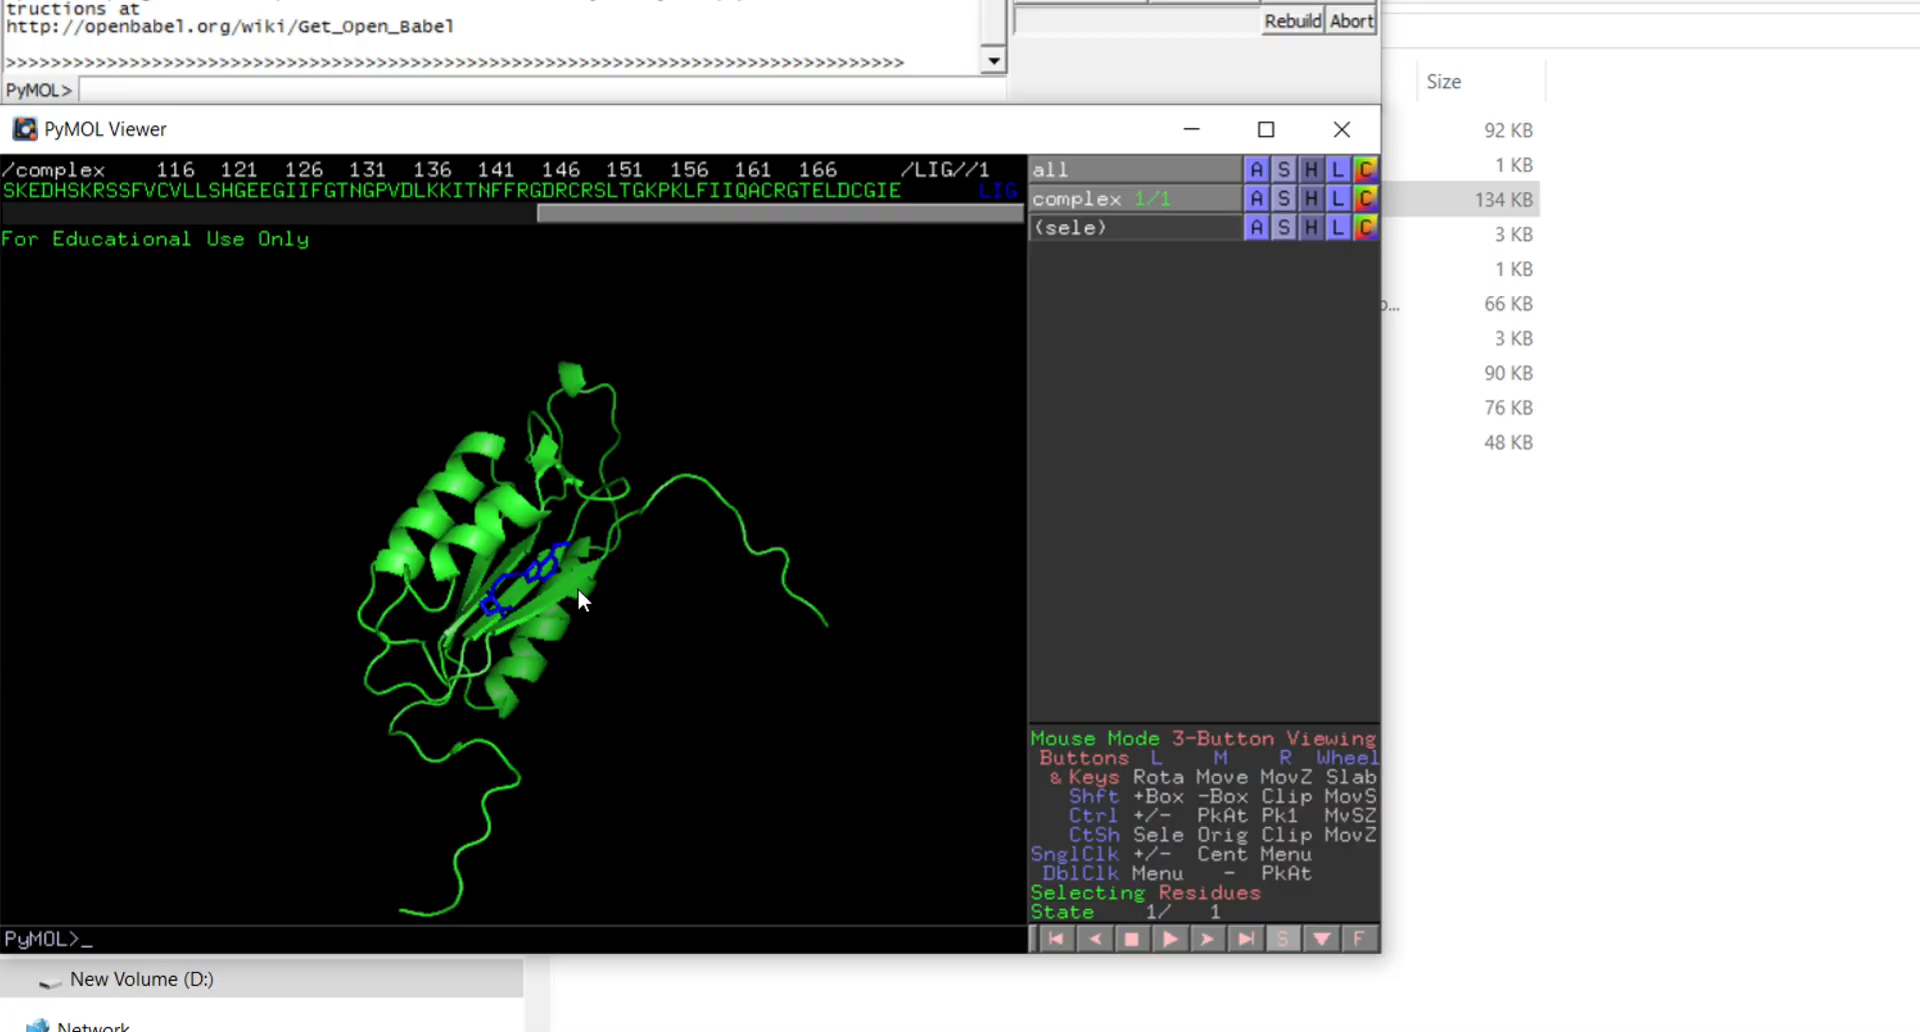 tructions at
http://openbabel.org/wiki/Get_Open_Babel
Rebuild Abort
PyMOL>
Size
PyMOL Viewer
92 KB
/complex 116 121 126 131 136 141 146 151 156 161 166 /LIG//1
SKEDHSKRSSFVCVLLSHGEEGIIFGTNGPVDLKKITNFFRGDRCRSLTGKPKLFIIQACRGTELDCGIE LIG
all A S H L C
1 KB
complex 1/1 A S H L C
134 KB
(sele) A S H L C
3 KB
For Educational Use Only
1 KB
66 KB
3 KB
90 KB
76 KB
48 KB
Mouse Mode 3-Button Viewing
Buttons L M R Wheel
& Keys Rota Move MovZ Slab
Shft +Box -Box Clip MovS
Ctrl +/- PkAt Pk1 MvSZ
CtSh Sele Orig Clip MovZ
SnglClk +/- Cent Menu
DblClk Menu - PkAt
Selecting Residues
State 1/ 1
PyMOL>_
S F
New Volume (D:)
Network